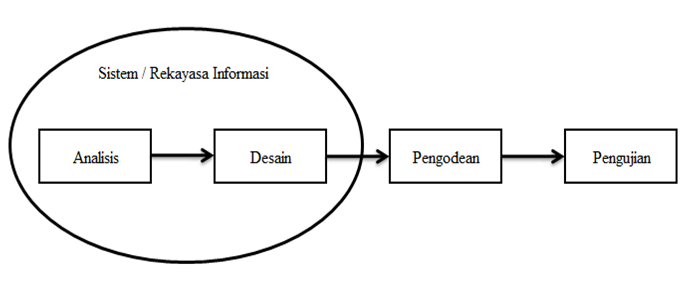 Sistem / Rekayasa Informasi
Analisis
Desain
Pengodean
Pengujian